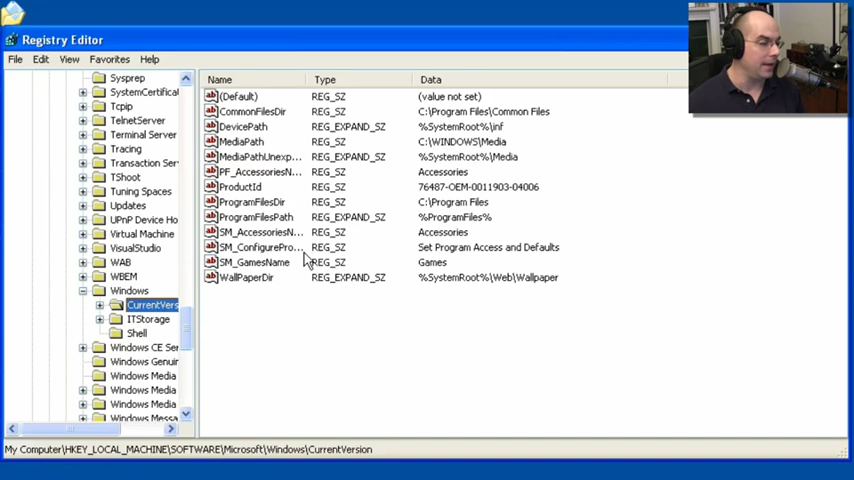 Registry Editor
File Edit View Favorites Help
Sysprep
SystemCertifical
Tcpip
TelnetServer
Terminal Server
Tracing
Transaction Ser
TShoot
Tuning Spaces
Updates
UPnP Device Ho
Virtual Machine
VisualStudio
WAB
WBEM
Windows
CurrentVers
ITStorage
Shell
Windows CE Ser
Windows Genuin
Windows Media
Windows Media
Windows Media
Windows Messa
Name Type Data
(Default) REG_SZ (value not set)
CommonFilesDir REG_SZ C:\Program Files\Common Files
DevicePath REG_EXPAND_SZ %SystemRoot%\inf
MediaPath REG_SZ C:\WINDOWS\Media
MediaPathUnexp... REG_EXPAND_SZ %SystemRoot%\Media
PF_AccessoriesN... REG_SZ Accessories
ProductId REG_SZ 76487-OEM-0011903-04006
ProgramFilesDir REG_SZ C:\Program Files
ProgramFilesPath REG_EXPAND_SZ %ProgramFiles%
SM_AccessoriesN... REG_SZ Accessories
SM_ConfigurePro... REG_SZ Set Program Access and Defaults
SM_GamesName REG_SZ Games
WallPaperDir REG_EXPAND_SZ %SystemRoot%\Web\Wallpaper
My Computer\HKEY_LOCAL_MACHINE\SOFTWARE\Microsoft\Windows\CurrentVersion